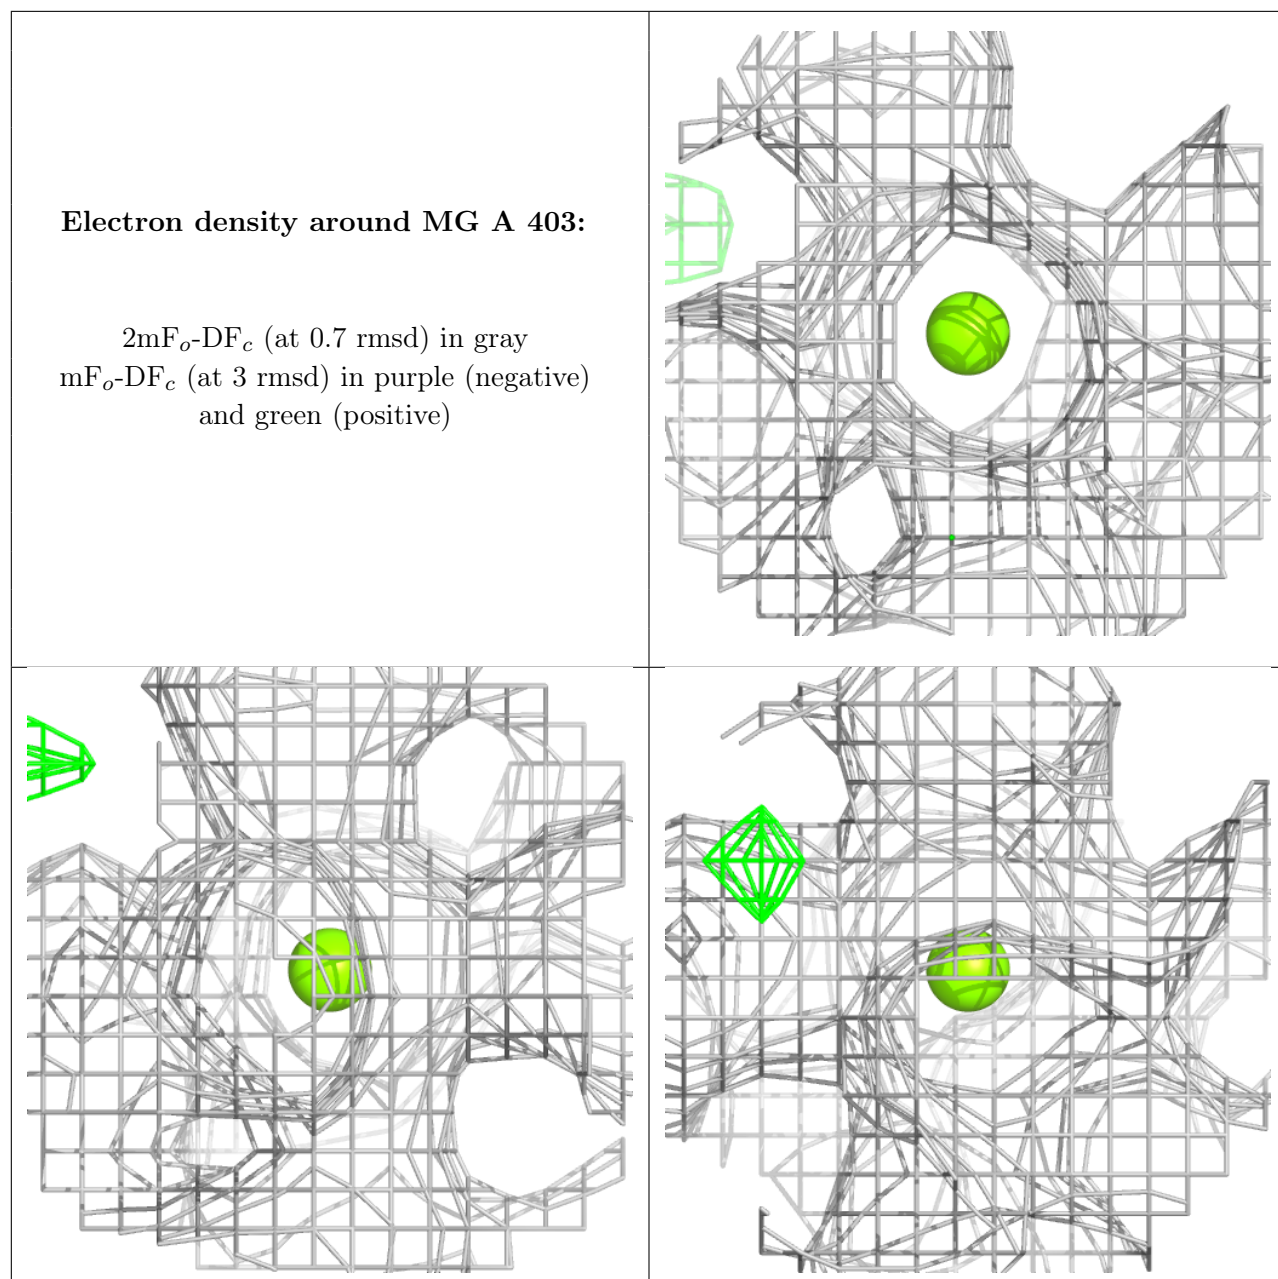 Electron density around MG A 403:
2mFo-DFc (at 0.7 rmsd) in gray
mFo-DFc (at 3 rmsd) in purple (negative)
and green (positive)